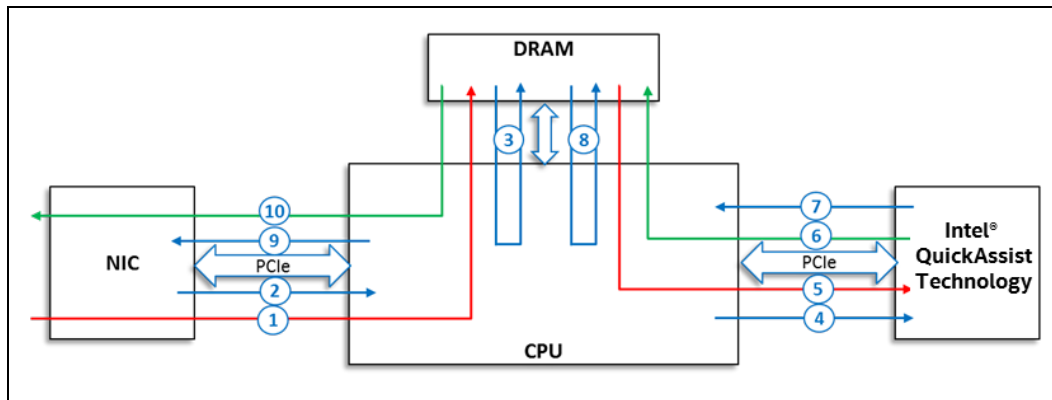 DRAM
3
8
10
7
9
6
NIC
PCIe
PCIe
Intel®
QuickAssist
Technology
2
5
1
4
CPU